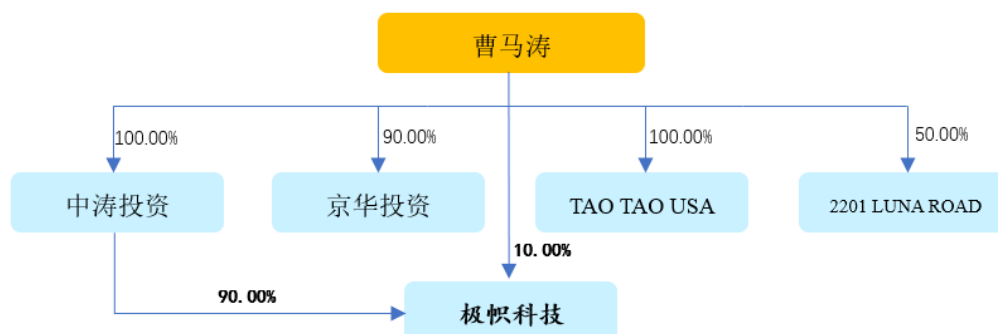 曹马涛
100.00%
90.00%
100.00%
50.00%
中涛投资
京华投资
TAO TAO USA
2201 LUNA ROAD
10.00%
90.00%
极帜科技